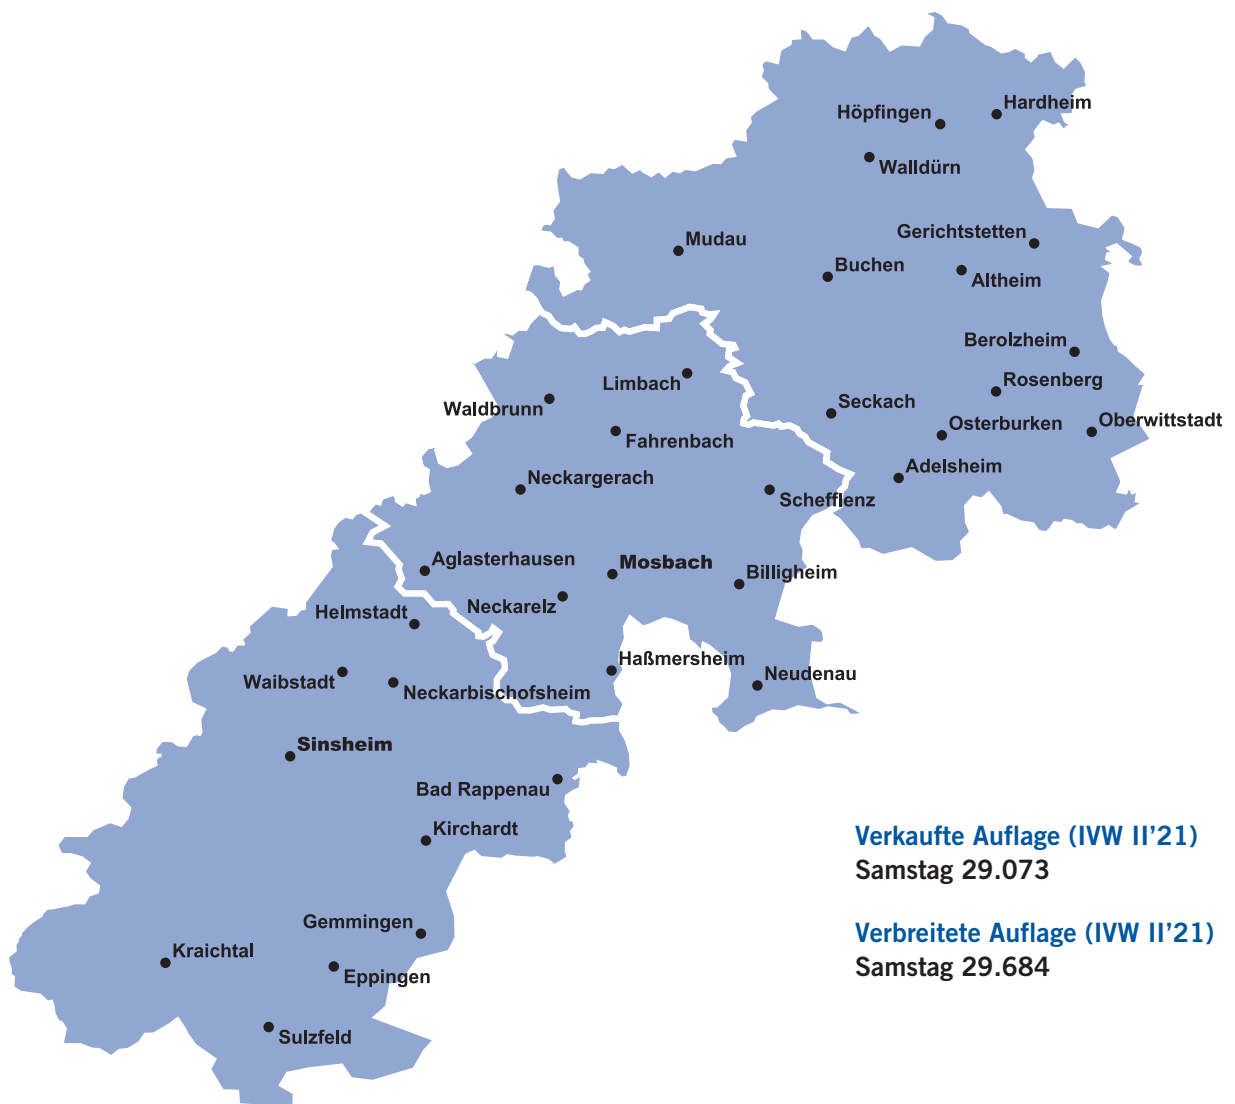 Hardheim
Höpfingen
Walldürn
Gerichtstetten
Mudau
Buchen
Altheim
Berolzheim
Limbach
Rosenberg
Waldbrunn
Seckach
Oberwittstadt
Osterburken
Fahrenbach
Adelsheim
Neckargerach
Schefflenz
Aglasterhausen
Mosbach
Billigheim
Neckarelz
Helmstadt
Haßmersheim
Neudenau
Waibstadt
Neckarbischofsheim
Sinsheim
Bad Rappenau
Kirchardt
Verkaufte Auflage (IVW II’21)
Samstag 29.073
Gemmingen
Verbreitete Auflage (IVW II’21)
Samstag 29.684
Kraichtal
Eppingen
Sulzfeld